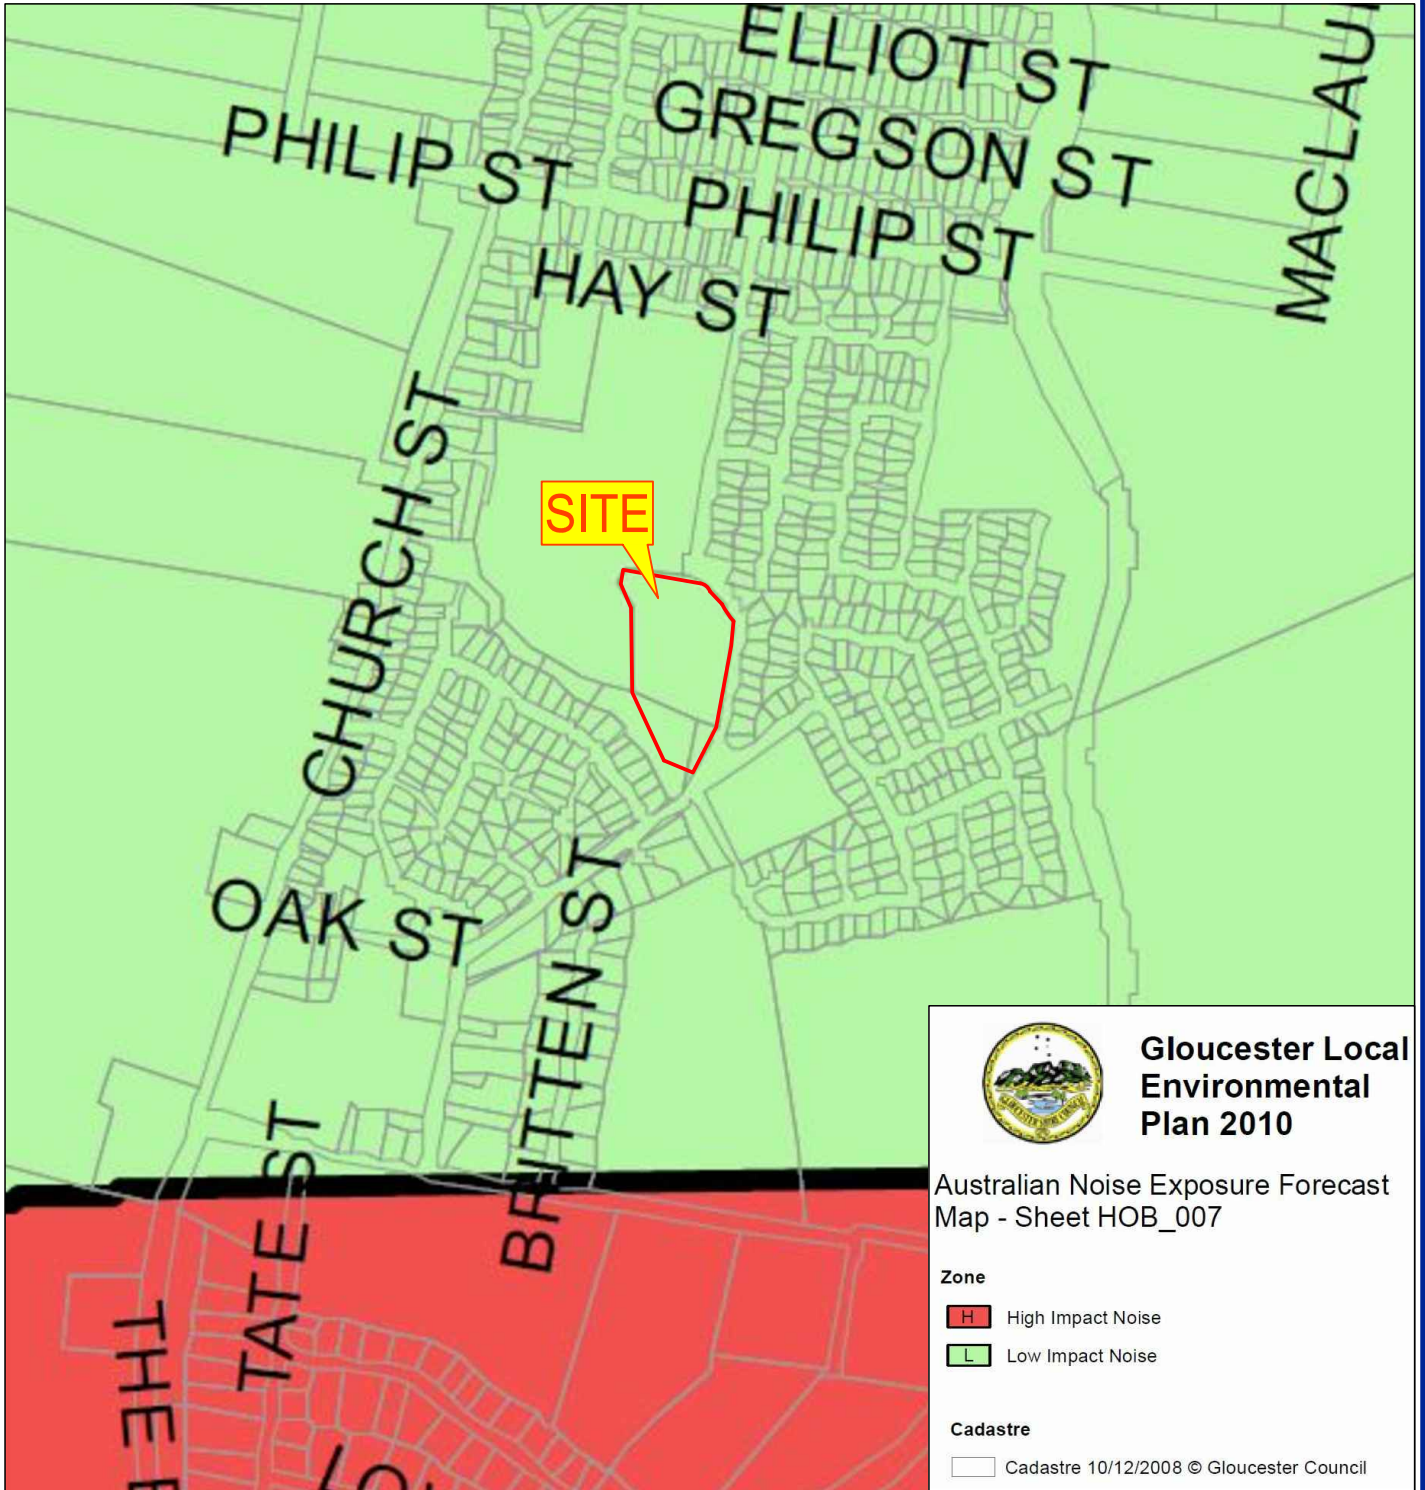 ELLIOT ST
GREGSON ST
PHILIP ST
PHILIP ST
HAY ST
CHURCH ST
SITE
OAK ST
BRITTEN ST
TATE ST
THE
Gloucester Local
Environmental
Plan 2010
Australian Noise Exposure Forecast
Map - Sheet HOB_007
Zone
H High Impact Noise
L Low Impact Noise
Cadastre
Cadastre 10/12/2008 © Gloucester Council